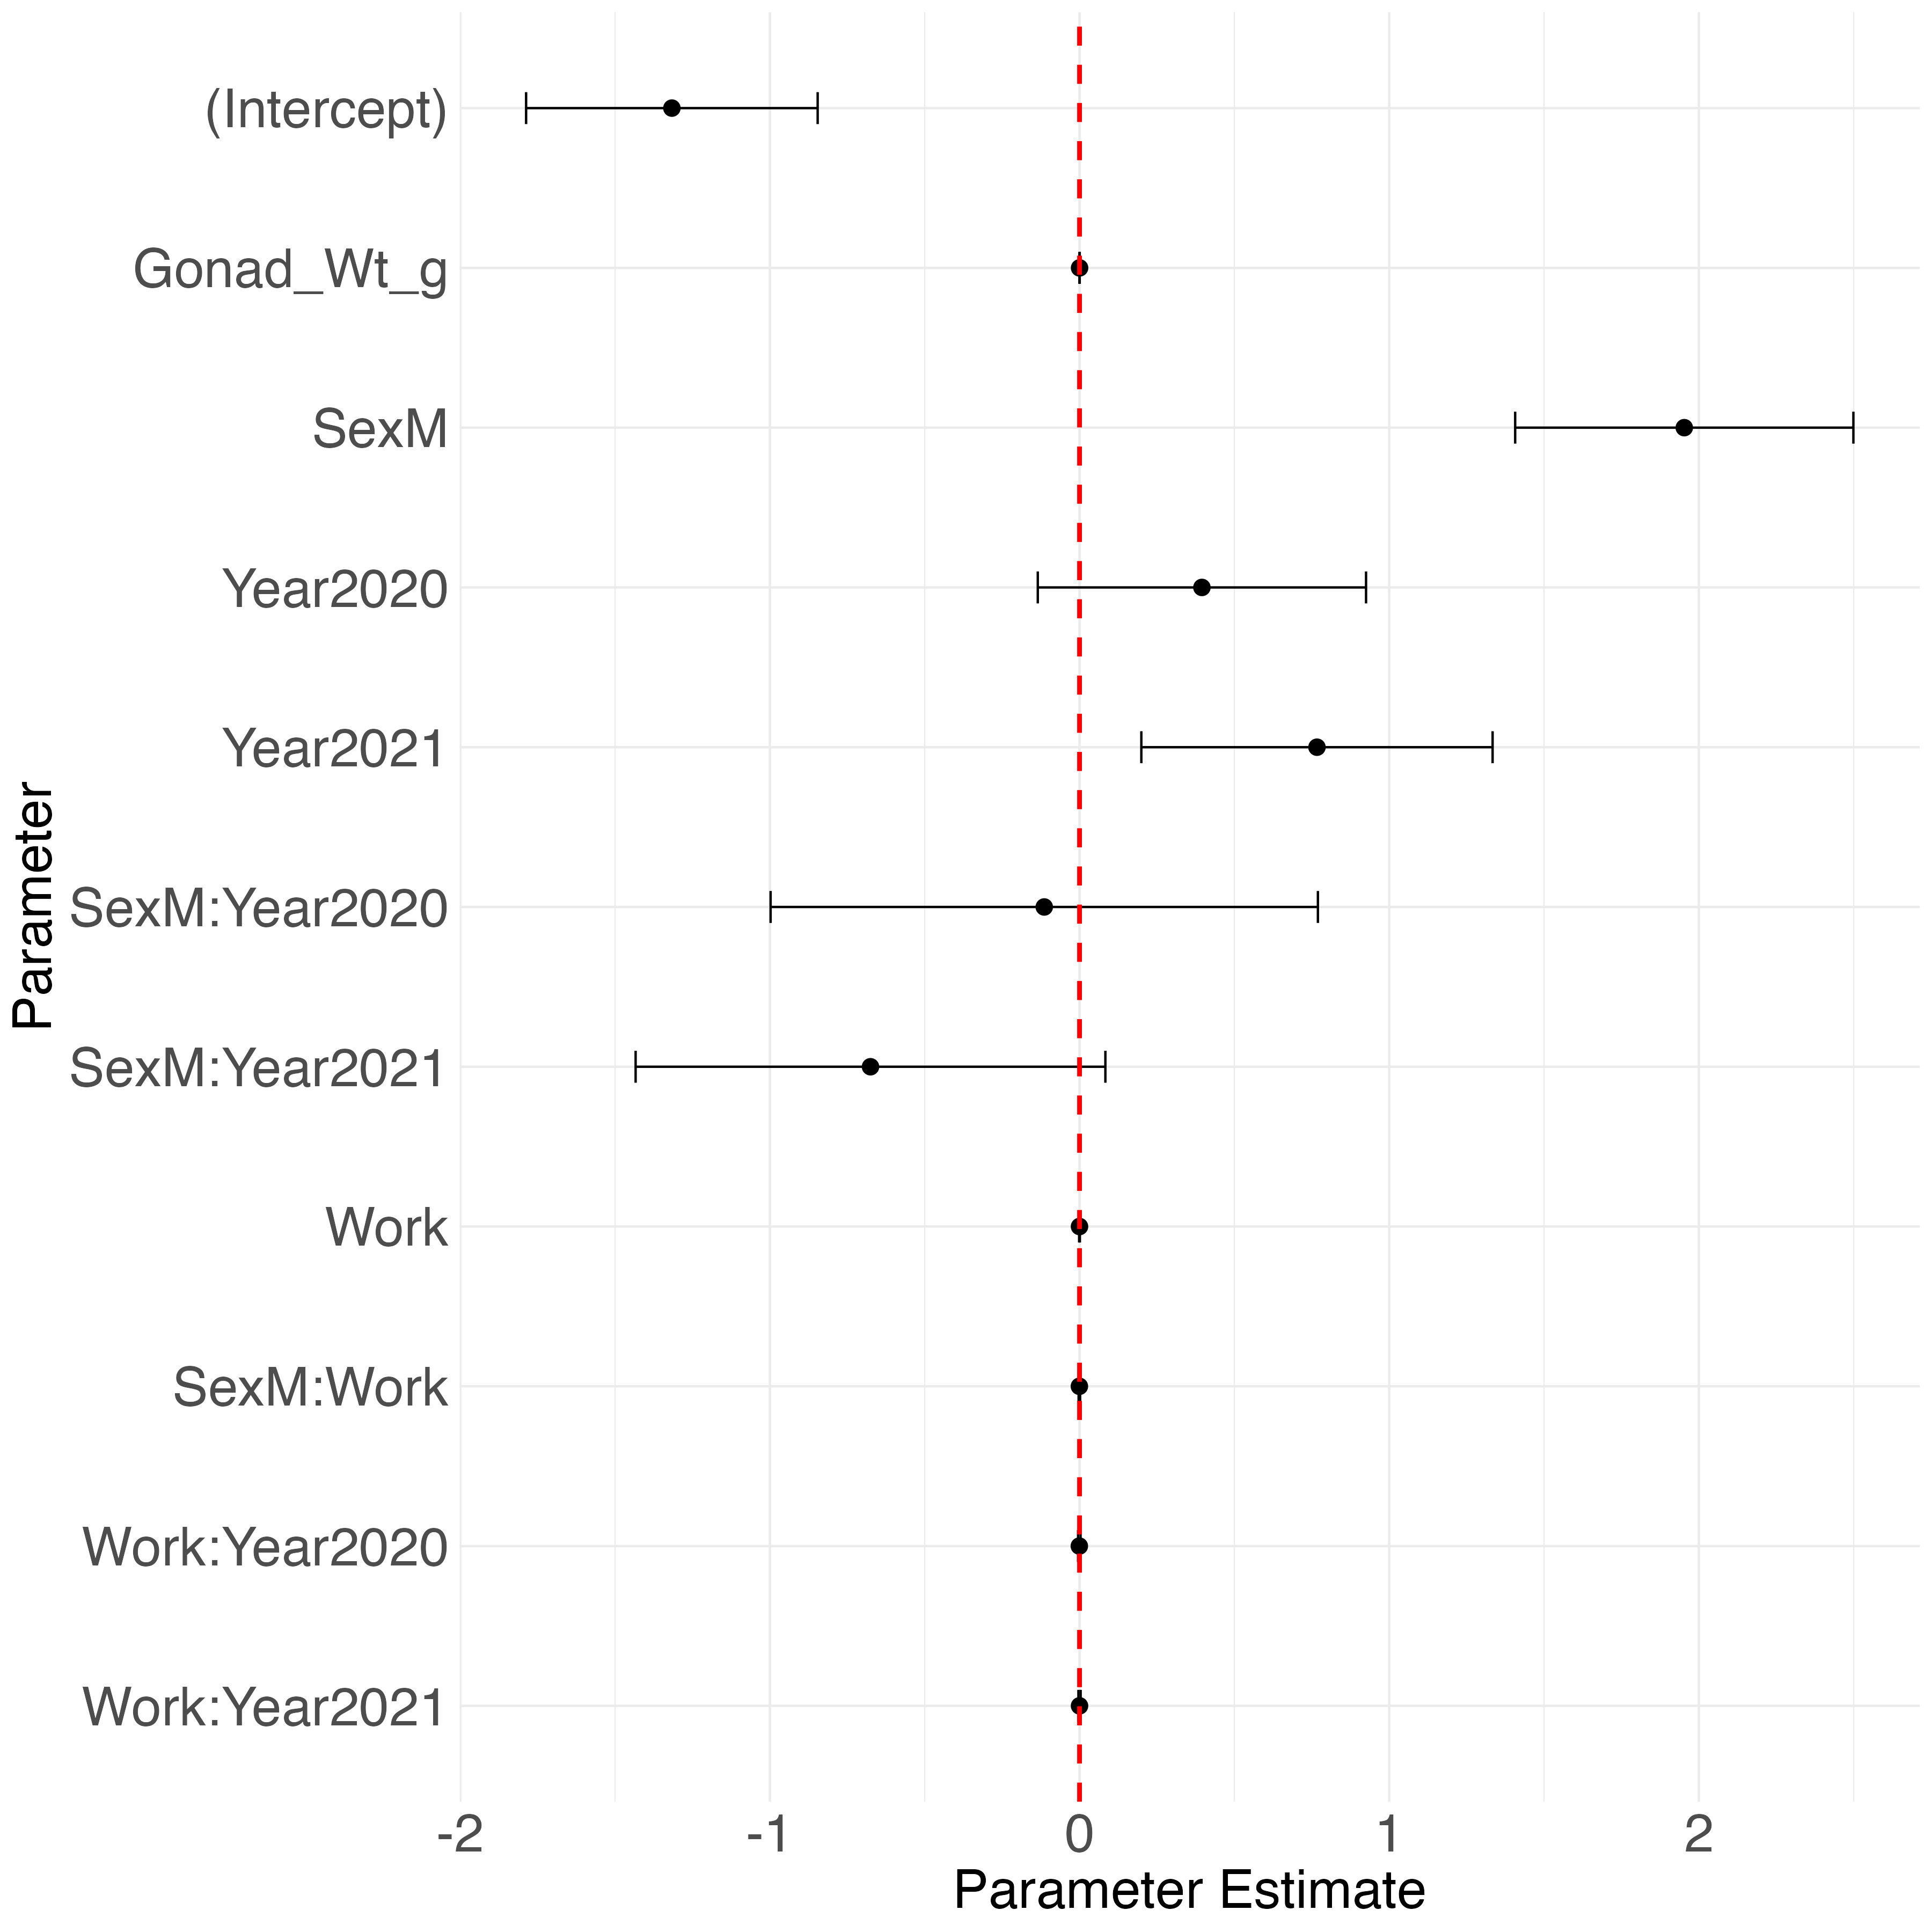 (Intercept)
Gonad_Wt_g
SexM
Year2020
Year2021
SexM:Year2020
SexM:Year2021
Work
SexM:Work
Work:Year2020
Work:Year2021
Parameter
-2 -1 0 1 2
Parameter Estimate